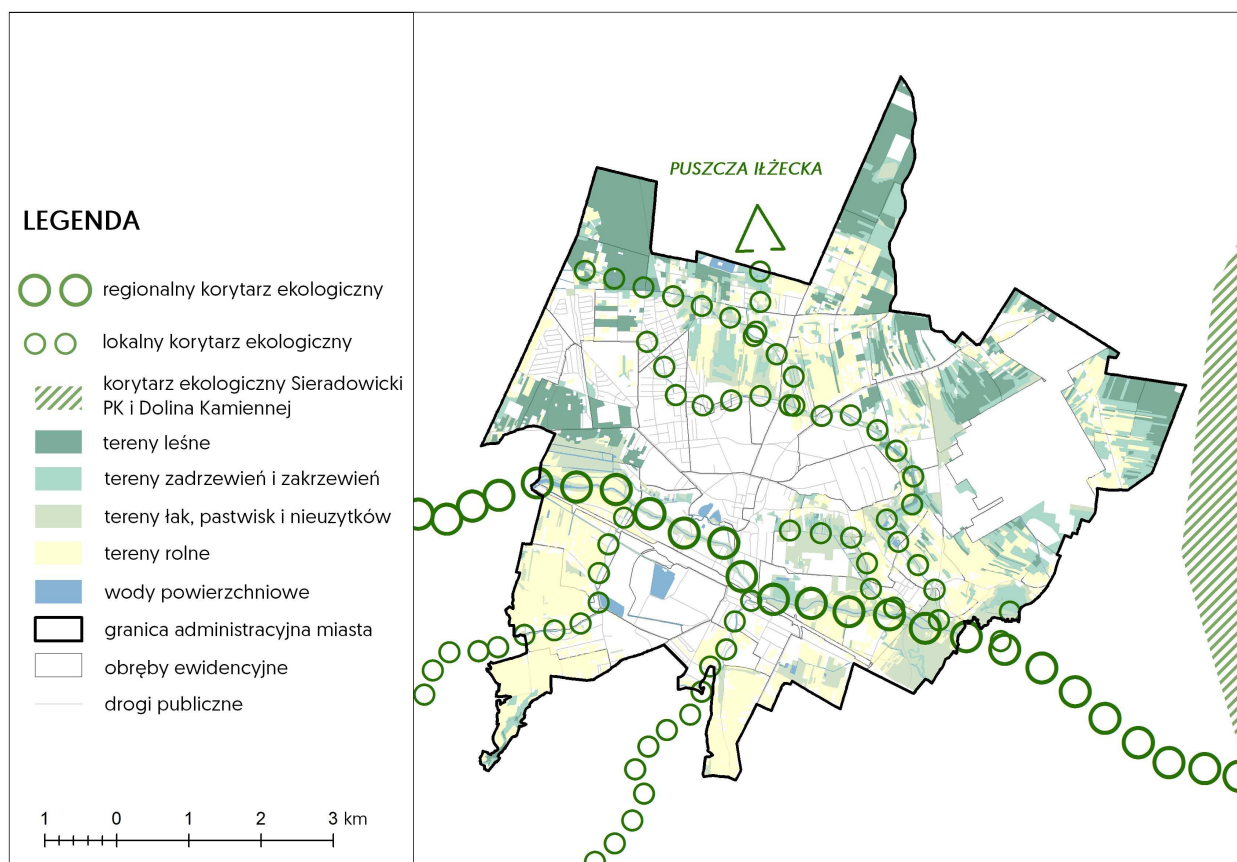 PUSZCZA IŁŻECKA
LEGENDA
regionalny korytarz ekologiczny
lokalny korytarz ekologiczny
korytarz ekologiczny Sieradowicki
PK i Dolina Kamiennej
tereny leśne
tereny zadrzewień i zakrzewień
tereny łak, pastwisk i nieuzytków
tereny rolne
wody powierzchniowe
granica administracyjna miasta
obręby ewidencyjne
drogi publiczne
1 0 1 2 3 km